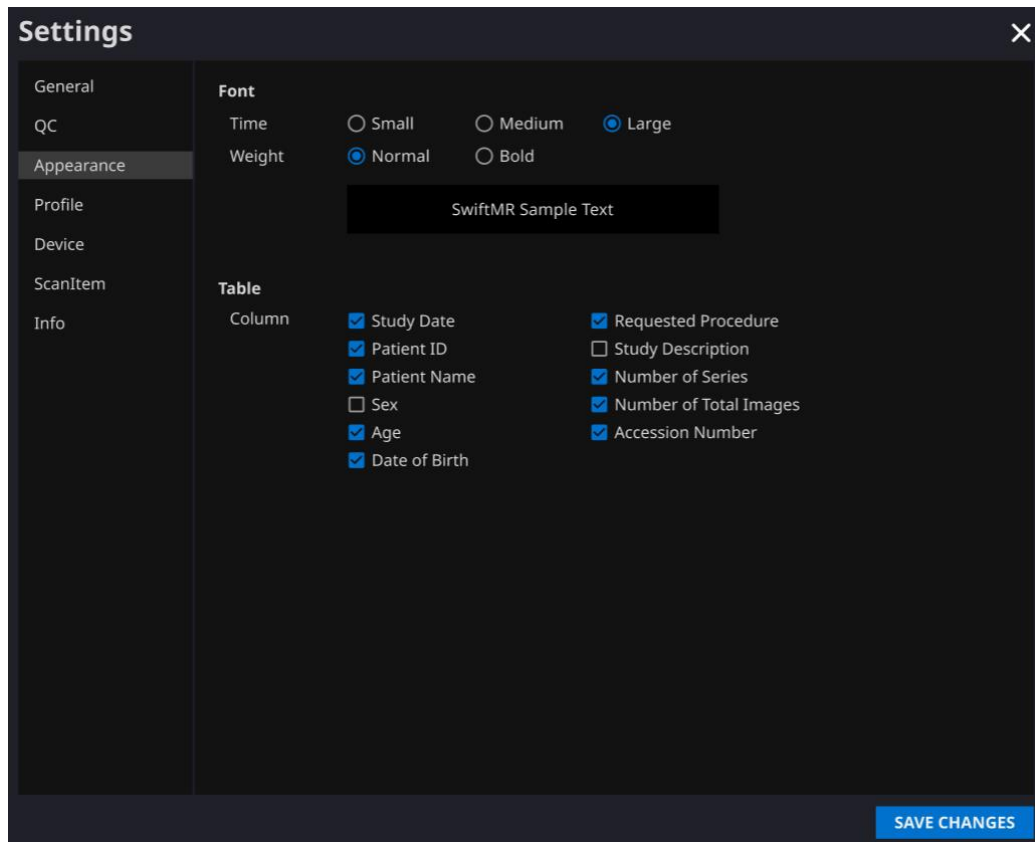 Settings
General
QC
Appearance
Profile
Device
ScanItem
Info
Font
Time Small Medium Large
Weight Normal Bold
SwiftMR Sample Text
Table
Column Study Date Requested Procedure
Patient ID Study Description
Patient Name Number of Series
Sex Number of Total Images
Age Accession Number
Date of Birth
SAVE CHANGES